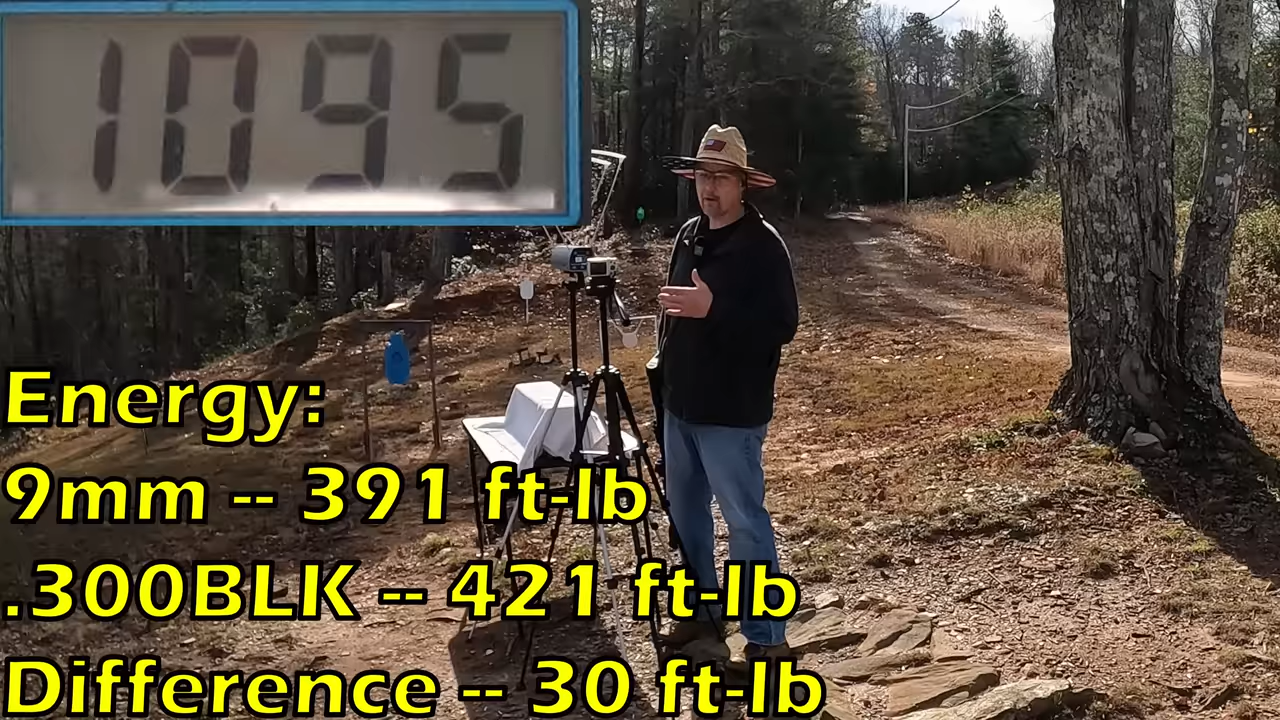 1095
Energy:
9mm -- 391 ft-lb
.300BLK -- 421 ft-lb
Difference -- 30 ft-lb